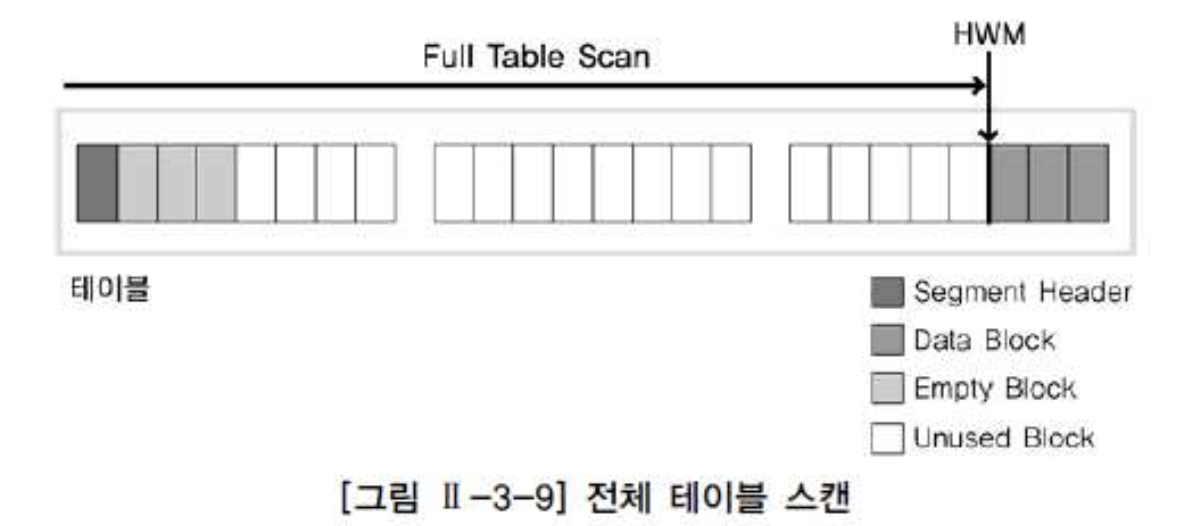 HWM
Full Table Scan
테이블
Segment Header
Data Block
Empty Block
Unused Block
[그림 Ⅱ-3-9] 전체 테이블 스캔